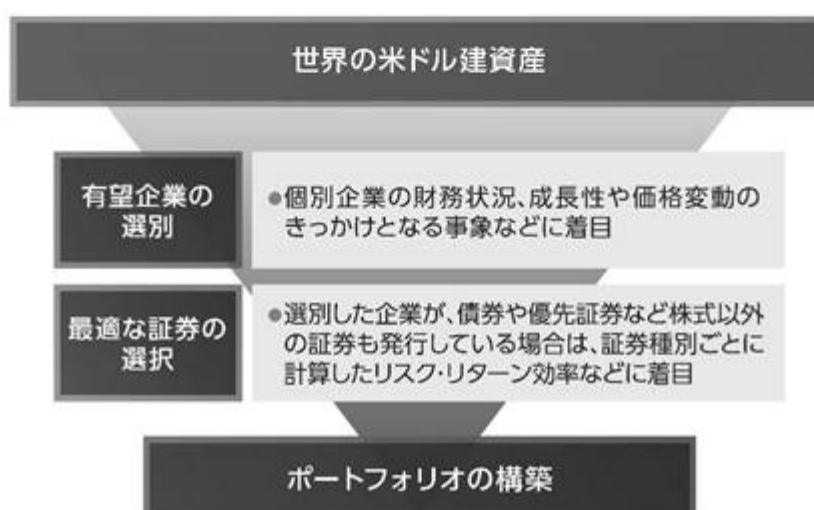 世界の米ドル建資産
有望企業の
選別
●個別企業の財務状況、成長性や価格変動の
きっかけとなる事象などに着目
最適な証券の
選択
●選別した企業が、債券や優先証券など株式以外
の証券も発行している場合は、証券種別ごとに
計算したリスク・リターン効率などに着目
ポートフォリオの構築